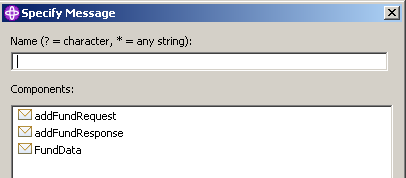 Specify Message
Name (? = character, * = any string):
Components:
addFundRequest
addFundResponse
FundData